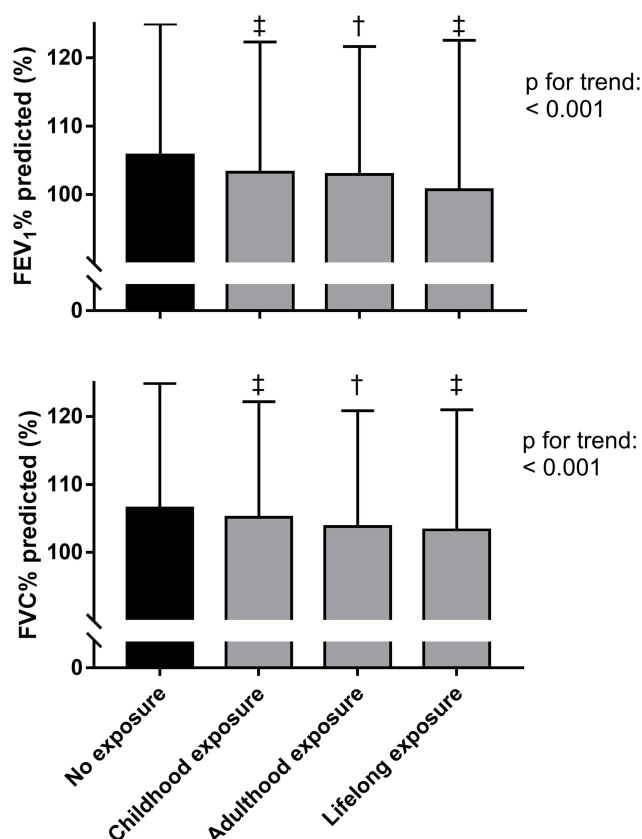 ‡ † ‡
120
110
100
0
FEV₁% predicted (%)
p for trend:
< 0.001
‡ † ‡
120
110
100
0
FVC% predicted (%)
p for trend:
< 0.001
No exposure
Childhood exposure
Adulthood exposure
Lifelong exposure